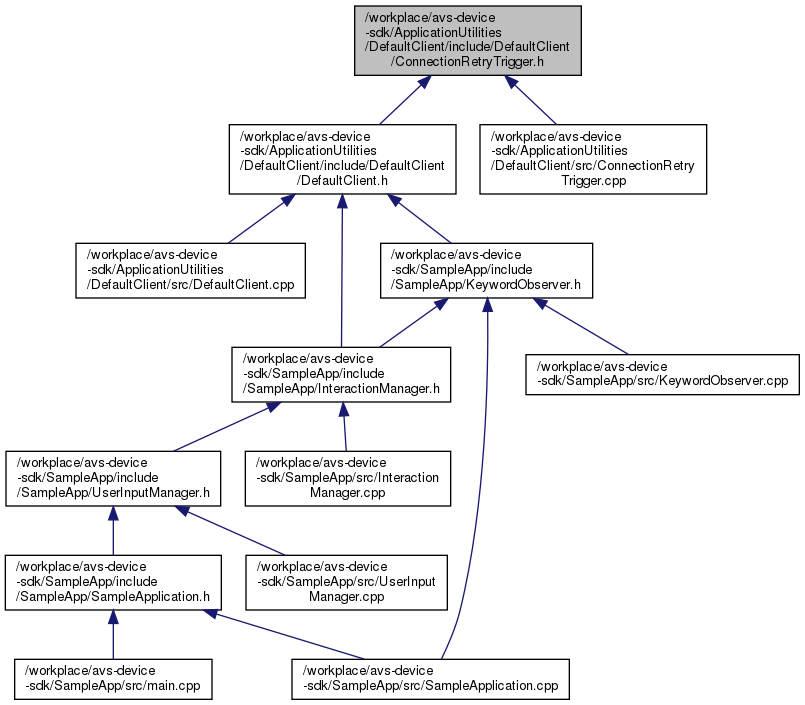 /workplace/avs-device
-sdk/ApplicationUtilities
/DefaultClient/include/DefaultClient
/ConnectionRetryTrigger.h
/workplace/avs-device
-sdk/ApplicationUtilities
/DefaultClient/include/DefaultClient
/DefaultClient.h
/workplace/avs-device
-sdk/ApplicationUtilities
/DefaultClient/src/ConnectionRetry
Trigger.cpp
/workplace/avs-device
-sdk/ApplicationUtilities
/DefaultClient/src/DefaultClient.cpp
/workplace/avs-device
-sdk/SampleApp/include
/SampleApp/KeywordObserver.h
/workplace/avs-device
-sdk/SampleApp/include
/SampleApp/InteractionManager.h
/workplace/avs-device
-sdk/SampleApp/src/KeywordObserver.cpp
/workplace/avs-device
-sdk/SampleApp/include
/SampleApp/UserInputManager.h
/workplace/avs-device
-sdk/SampleApp/src/Interaction
Manager.cpp
/workplace/avs-device
-sdk/SampleApp/include
/SampleApp/SampleApplication.h
/workplace/avs-device
-sdk/SampleApp/src/UserInput
Manager.cpp
/workplace/avs-device
-sdk/SampleApp/src/main.cpp
/workplace/avs-device
-sdk/SampleApp/src/SampleApplication.cpp